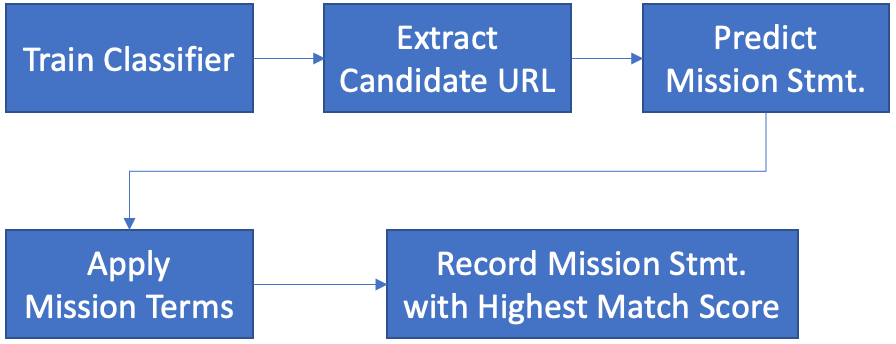 Train Classifier
Extract
Candidate URL
Predict
Mission Stmt.
Apply
Mission Terms
Record Mission Stmt.
with Highest Match Score